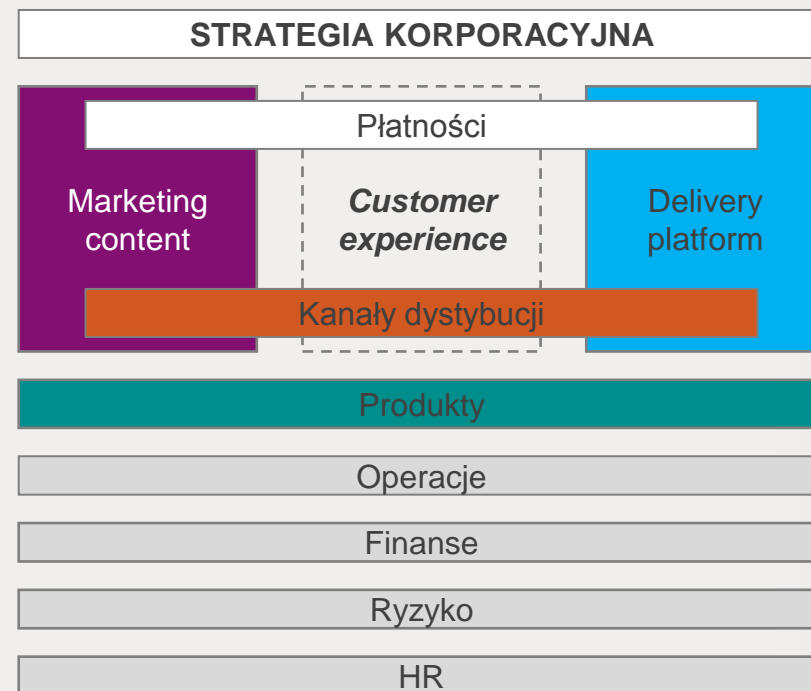 STRATEGIA KORPORACYJNA
Płatności
Marketing
content
Customer
experience
Delivery
platform
Kanały dystybucji
Produkty
Operacje
Finanse
Ryzyko
HR